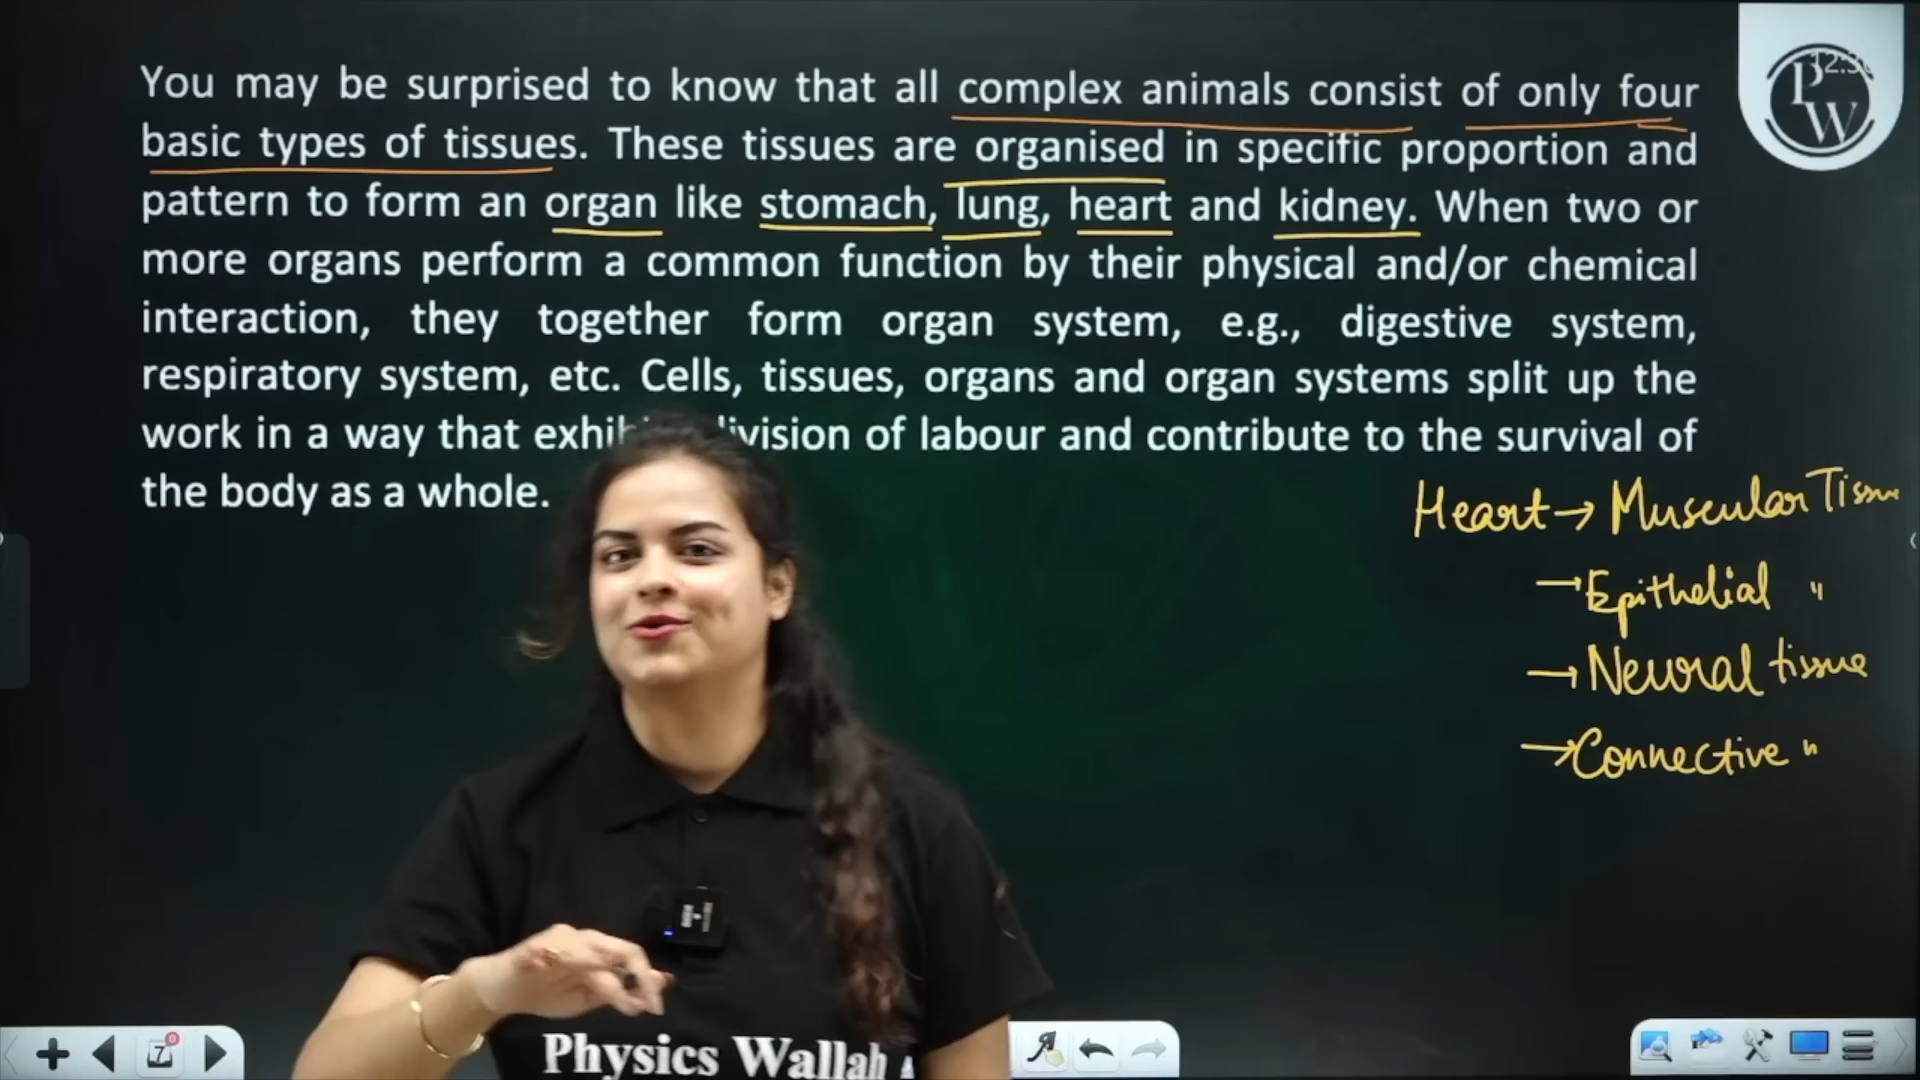 You may be surprised to know that all complex animals consist of only four
basic types of tissues. These tissues are organised in specific proportion and
pattern to form an organ like stomach, lung, heart and kidney. When two or
more organs perform a common function by their physical and/or chemical
interaction, they together form organ system, e.g., digestive system,
respiratory system, etc. Cells, tissues, organs and organ systems split up the
work in a way that division of labour and contribute to the survival of
the body as a whole.
Heart → Muscular Tissue
→ Epithelial "
→ Neural tissue
→ Connective "
PW
Physics Wallah
7
0